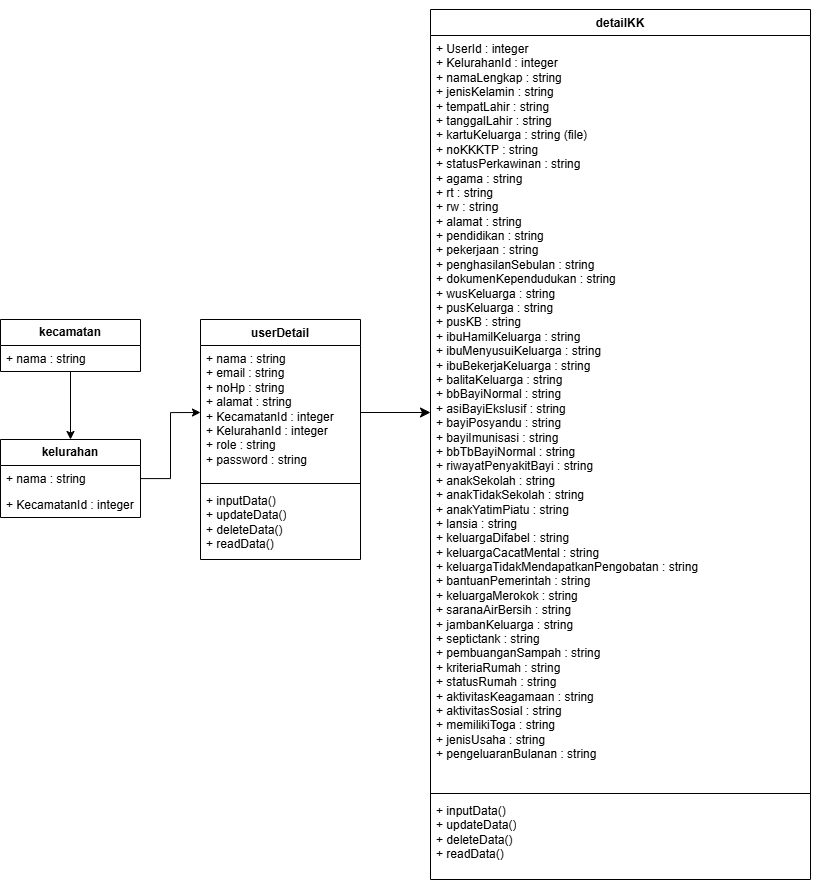 kecamatan
+ nama : string
kelurahan
+ nama : string
+ KecamatanId : integer
userDetail
+ nama : string
+ email : string
+ noHp : string
+ alamat : string
+ KecamatanId : integer
+ KelurahanId : integer
+ role : string
+ password : string
+ inputData()
+ updateData()
+ deleteData()
+ readData()
detailKK
+ UserId : integer
+ KelurahanId : integer
+ namaLengkap : string
+ jenisKelamin : string
+ tempatLahir : string
+ tanggalLahir : string
+ kartuKeluarga : string (file)
+ noKKKTP : string
+ statusPerkawinan : string
+ agama : string
+ rt : string
+ rw : string
+ alamat : string
+ pendidikan : string
+ pekerjaan : string
+ penghasilanSebulan : string
+ dokumenKependudukan : string
+ wusKeluarga : string
+ pusKeluarga : string
+ pusKB : string
+ ibuHamilKeluarga : string
+ ibuMenyusuiKeluarga : string
+ ibuBekerjaKeluarga : string
+ balitaKeluarga : string
+ bbBayiNormal : string
+ asiBayiEkslusif : string
+ bayiPosyandu : string
+ bayiImunisasi : string
+ bbTbBayiNormal : string
+ riwayatPenyakitBayi : string
+ anakSekolah : string
+ anakTidakSekolah : string
+ anakYatimPiatu : string
+ lansia : string
+ keluargaDifabel : string
+ keluargaCacatMental : string
+ keluargaTidakMendapatkanPengobatan : string
+ bantuanPemerintah : string
+ keluargaMerokok : string
+ saranaAirBersih : string
+ jambanKeluarga : string
+ septictank : string
+ pembuanganSampah : string
+ kriteriaRumah : string
+ statusRumah : string
+ aktivitasKeagamaan : string
+ aktivitasSosial : string
+ memilikiToga : string
+ jenisUsaha : string
+ pengeluaranBulanan : string
+ inputData()
+ updateData()
+ deleteData()
+ readData()